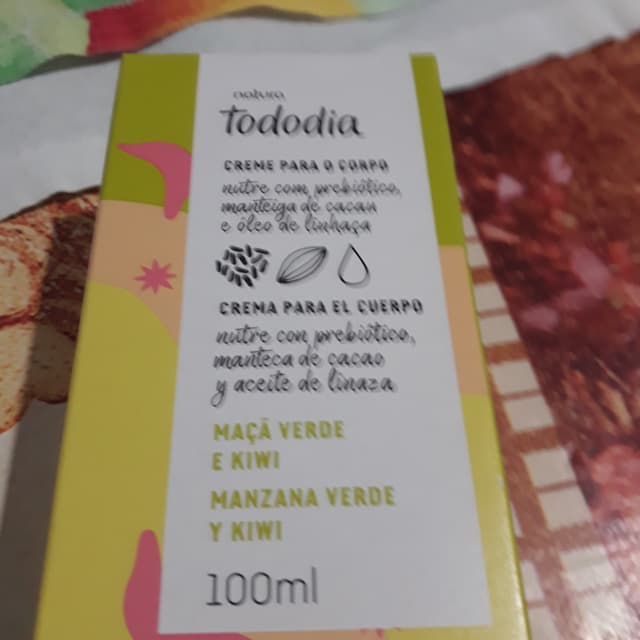 natura
tododia
CREME PARA O CORPO
nutre com prebiótico,
manteiga de cacau
e óleo de linhaça
CREMA PARA EL CUERPO
nutre con prebiótico,
manteca de cacao
y aceite de linaza
MAÇÃ VERDE
E KIWI
MANZANA VERDE
Y KIWI
100ml